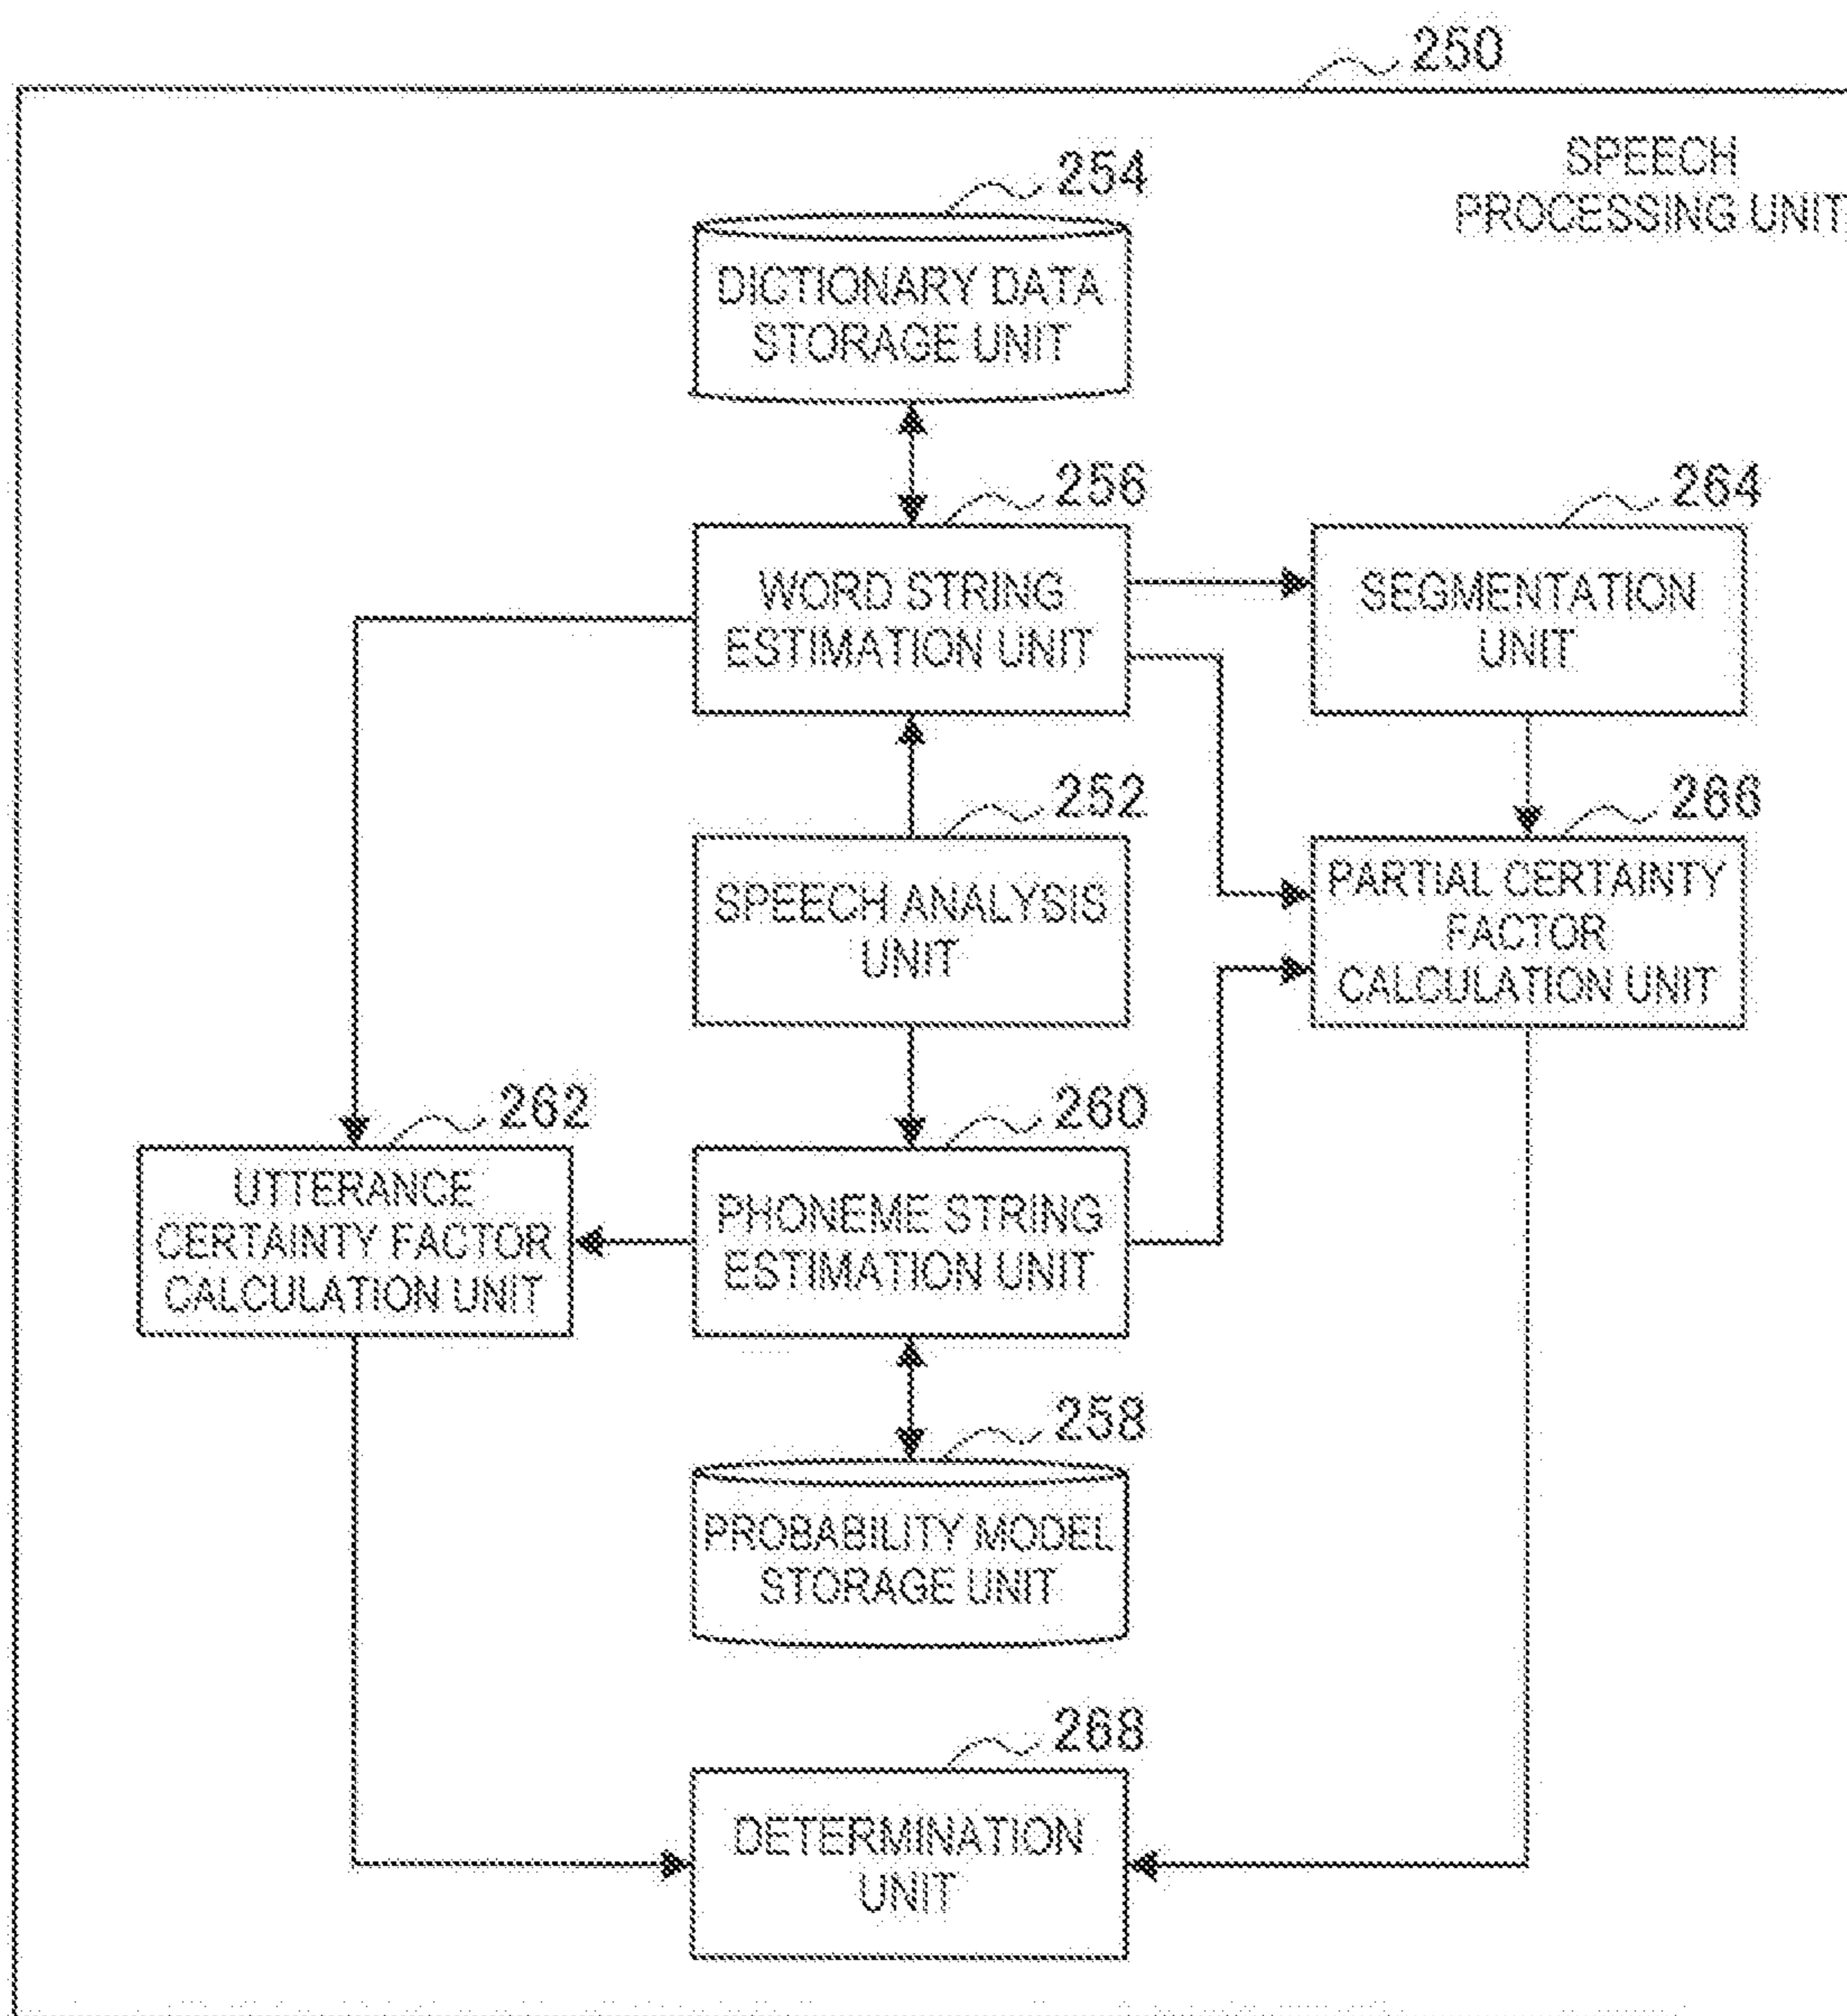 250
SPEECH
PROCESSING UNIT
254
DICTIONARY DATA
STORAGE UNIT
256
WORD STRING
ESTIMATION UNIT
264
SEGMENTATION
UNIT
252
SPEECH ANALYSIS
UNIT
266
PARTIAL CERTAINTY
FACTOR
CALCULATION UNIT
262
UTTERANCE
CERTAINTY FACTOR
CALCULATION UNIT
260
PHONEME STRING
ESTIMATION UNIT
258
PROBABILITY MODEL
STORAGE UNIT
268
DETERMINATION
UNIT